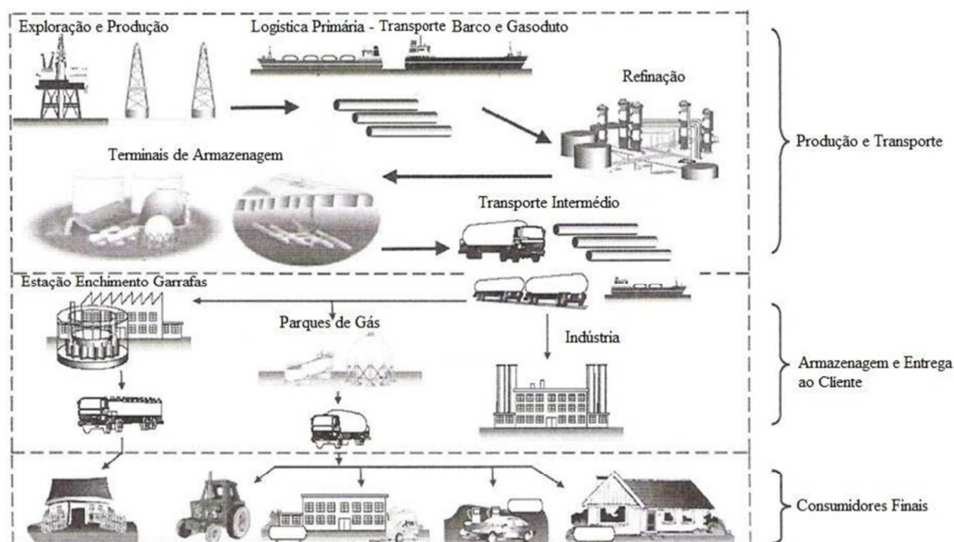 Exploração e Produção
Logística Primária - Transporte Barco e Gasoduto
Refinação
Produção e Transporte
Terminais de Armazenagem
Transporte Intermédio
Estação Enchimento Garrafas
Parques de Gás
Indústria
Armazenagem e Entrega
ao Cliente
Consumidores Finais